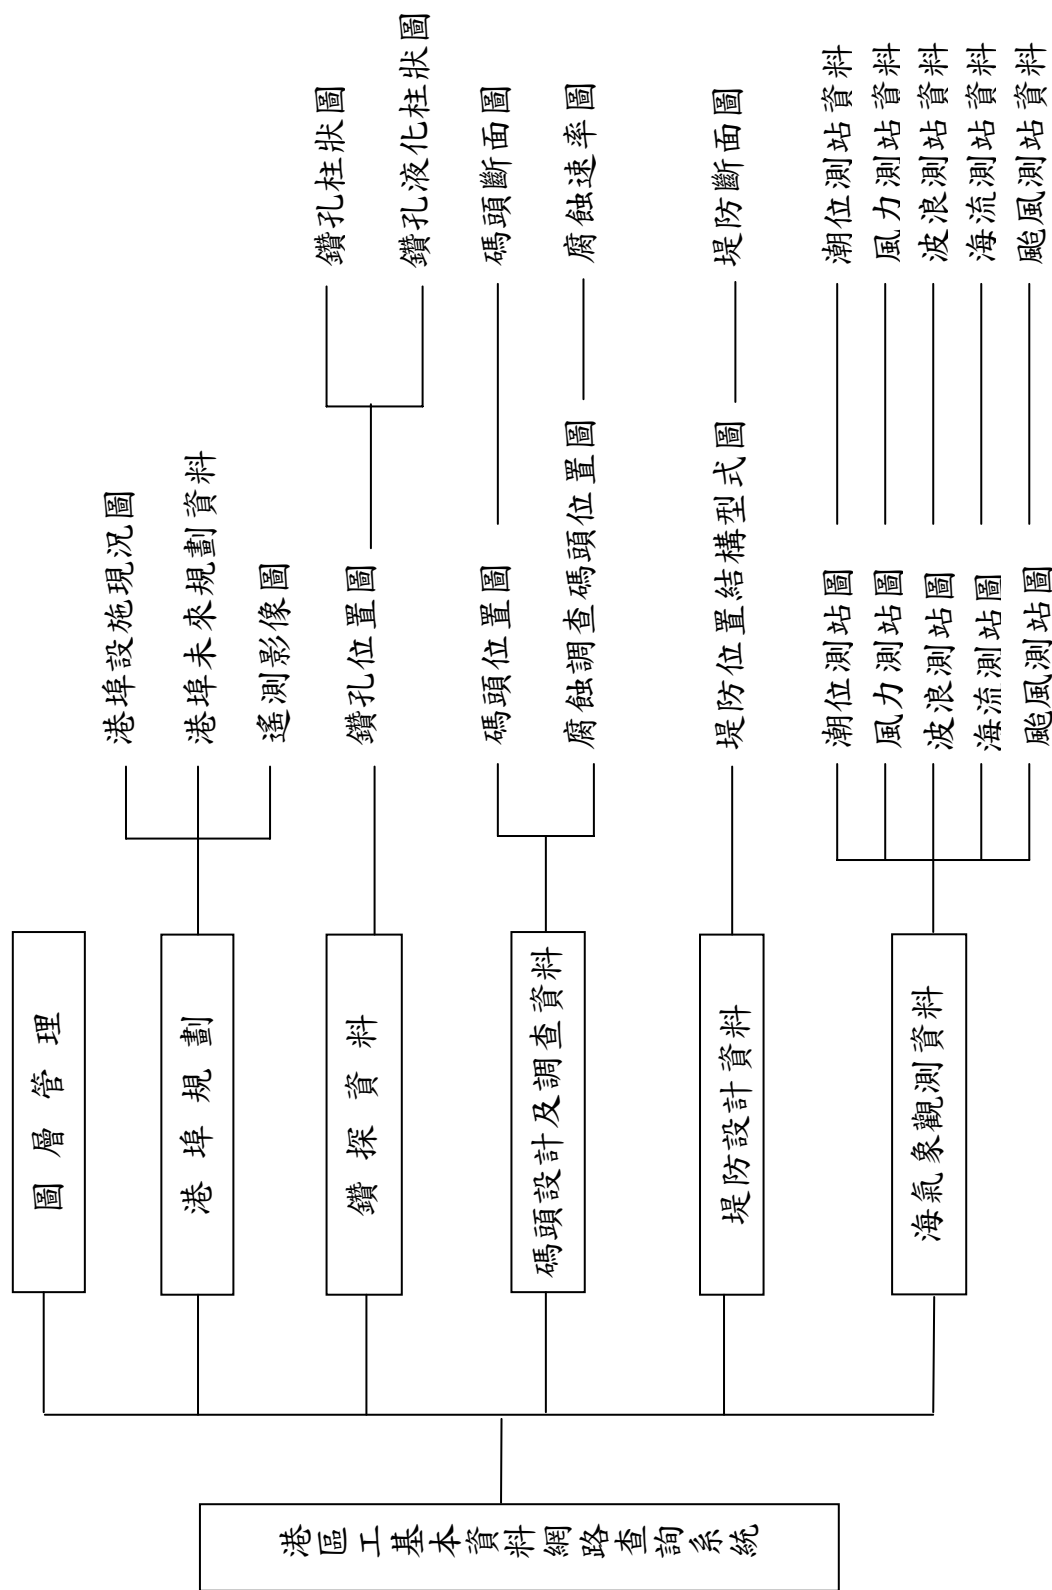 港區工基本資料網路查詢系統
圖層管理
港埠規劃
港埠設施現況圖
港埠未來規劃資料
遙測影像圖
鑽探資料
鑽孔位置圖
鑽孔柱狀圖
鑽孔液化柱狀圖
碼頭設計及調查資料
碼頭位置圖
碼頭斷面圖
腐蝕調查碼頭位置圖
腐蝕速率圖
堤防設計資料
堤防位置結構型式圖
堤防斷面圖
海氣象觀測資料
潮位測站圖
潮位測站資料
風力測站圖
風力測站資料
波浪測站圖
波浪測站資料
海流測站圖
海流測站資料
颱風測站圖
颱風測站資料